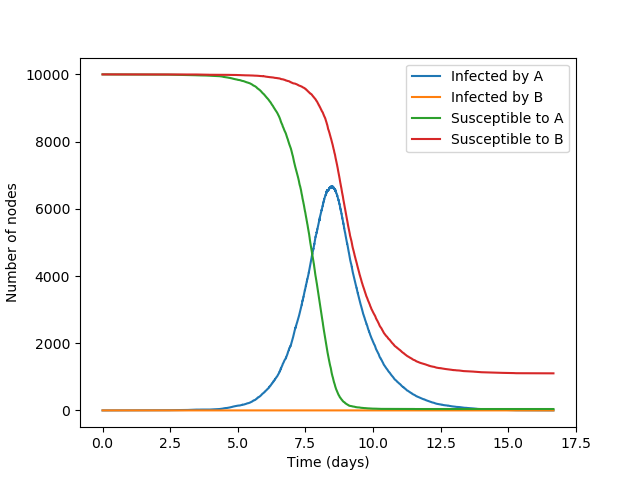 Infected by A
Infected by B
Susceptible to A
Susceptible to B
Number of nodes
10000
8000
6000
4000
2000
0
0.0 2.5 5.0 7.5 10.0 12.5 15.0 17.5
Time (days)